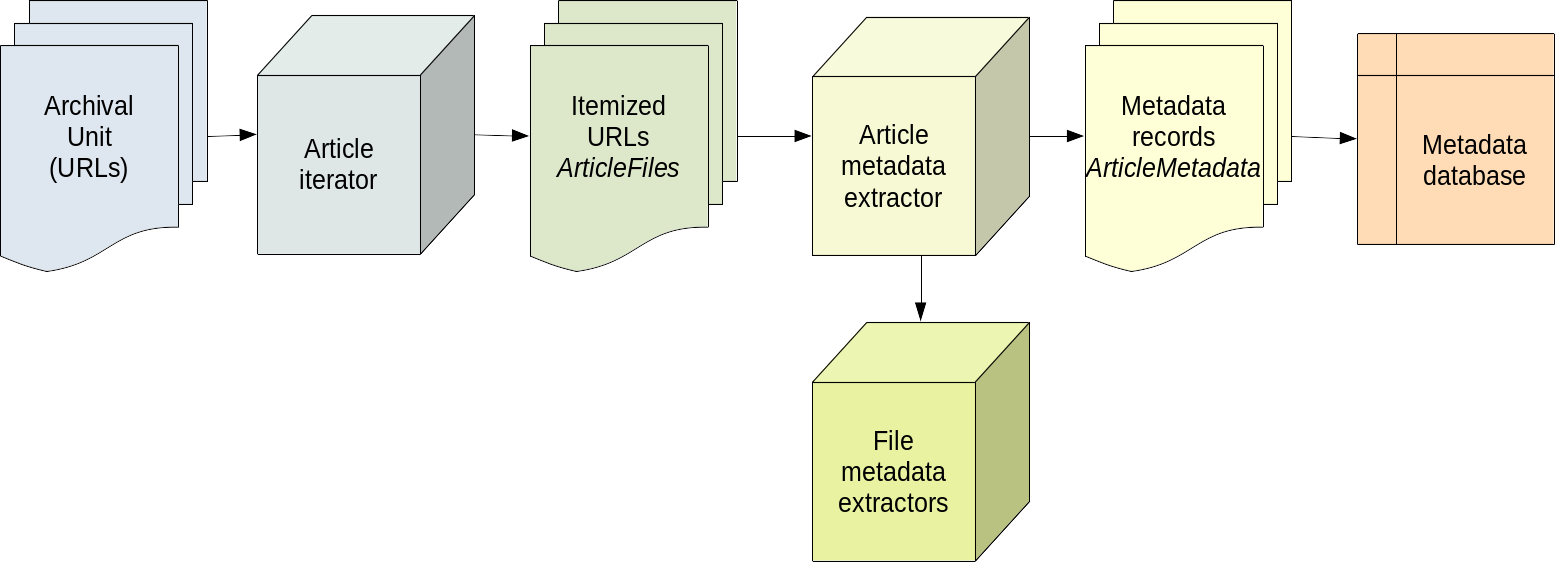 Archival
Unit
(URLs)
Article
iterator
Itemized
URLs
ArticleFiles
Article
metadata
extractor
Metadata
records
ArticleMetadata
Metadata
database
File
metadata
extractors